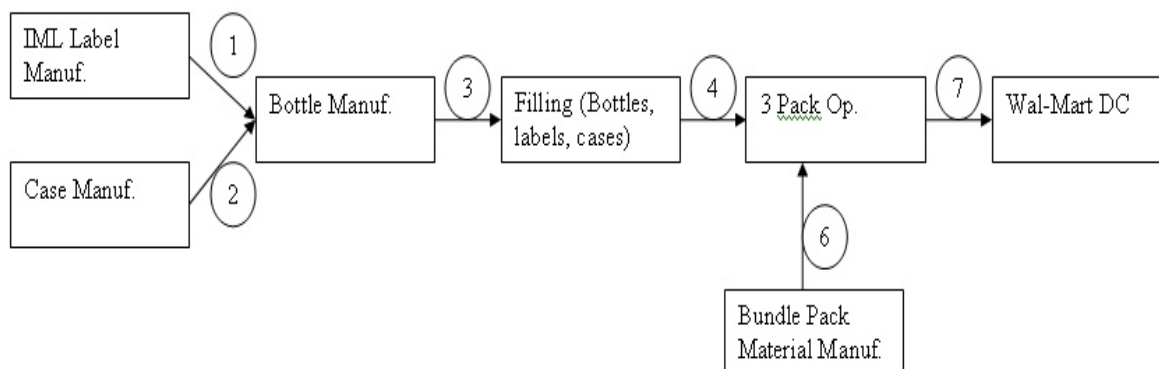 IML Label
Manuf.
1
Bottle Manuf.
3
Filling (Bottles,
labels, cases)
4
3 Pack Op.
7
Wal-Mart DC
Case Manuf.
2
6
Bundle Pack
Material Manuf.